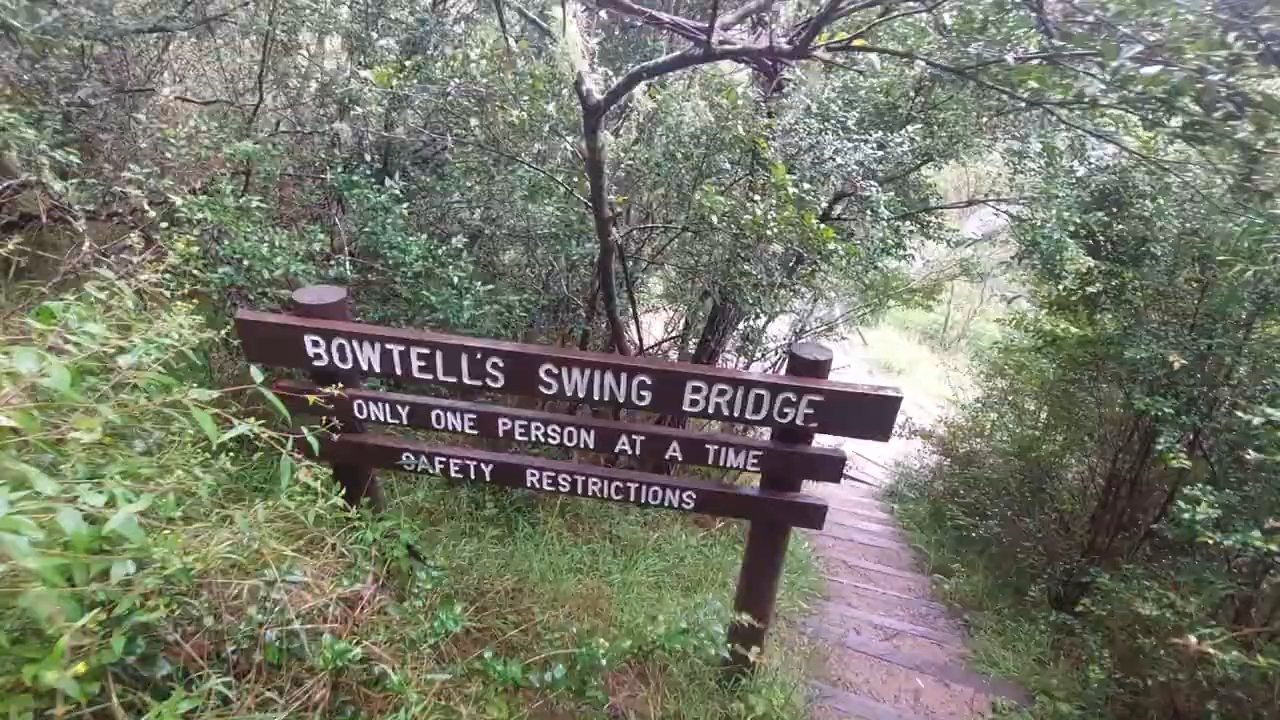 BOWTELL'S SWING BRIDGE
ONLY ONE PERSON AT A TIME
SAFETY RESTRICTIONS